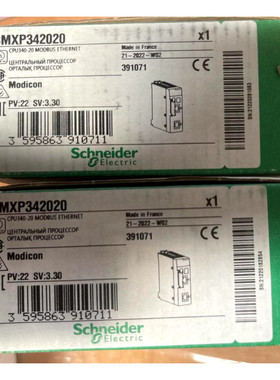 MXP342020
x1
CPU340-20 MODBUS ETHERNET
Made in France
ЦЕНТРАЛЬНЫЙ ПРОЦЕССОР
21-2022-W02
ОРТАЛЫҚ ПРОЦЕССОР
391071
Modicon
CE
PV:22 SV:3.30
3 595863 910711
Schneider
Electric
MXP342020
x1
CPU340-20 MODBUS ETHERNET
Made in France
ЦЕНТРАЛЬНЫЙ ПРОЦЕССОР
21-2022-W02
ОРТАЛЫҚ ПРОЦЕССОР
391071
Modicon
CE
PV:22 SV:3.30
3 595863 910711
Schneider
Electric